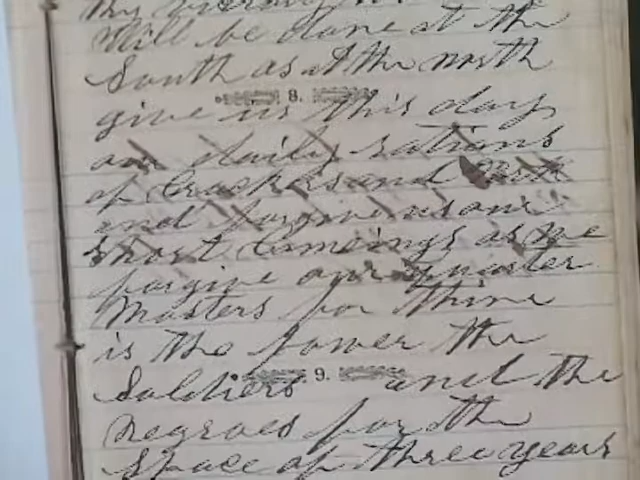 will be done at the
South as at the north
8.
give us this day
our daily rations
of Crackers and Pork
and forgive us our
short Comeings as we
forgive our quarter
Masters for thine
is the power the
9.
Soldiers and the
negroes for the
Space of three years